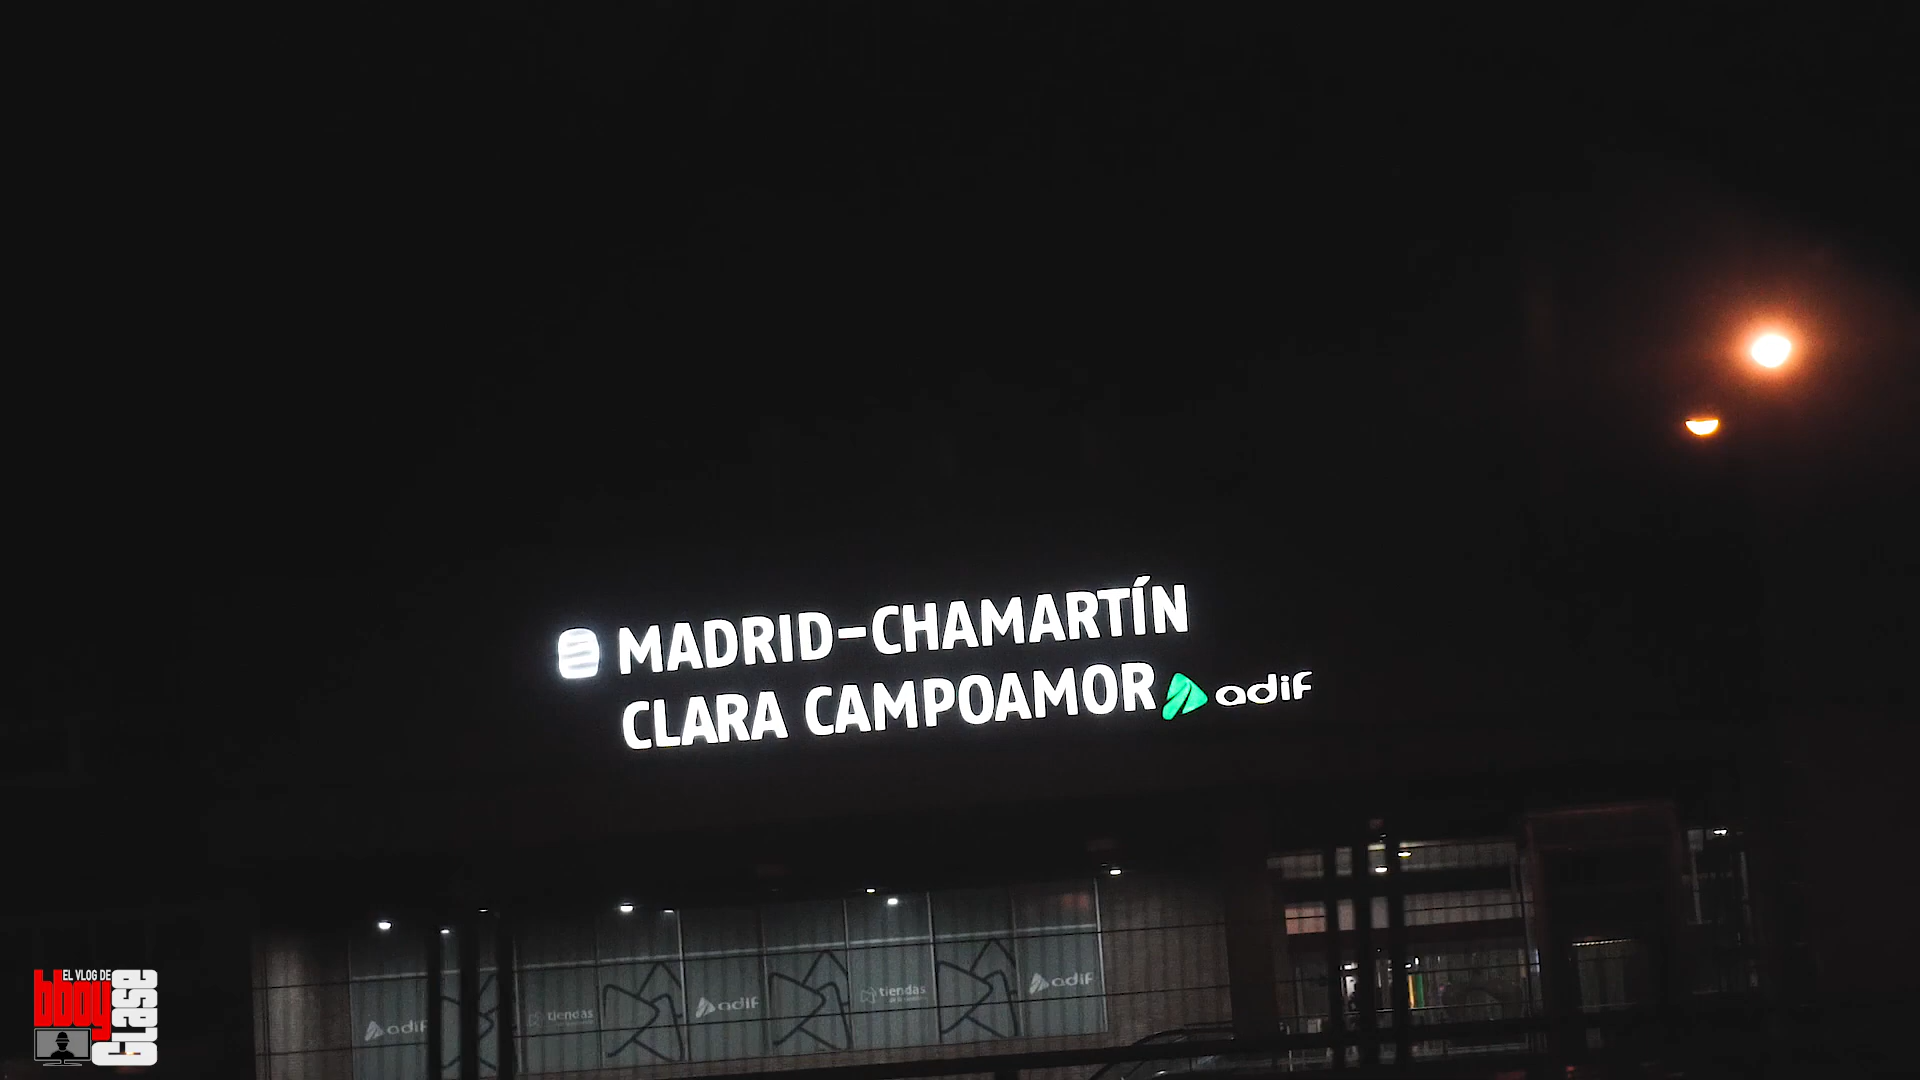 MADRID-CHAMARTÍN
CLARA CAMPOAMOR
adif
adif
tiendas
adif
tiendas
adif
EL VLOG DE
bboy
Clase